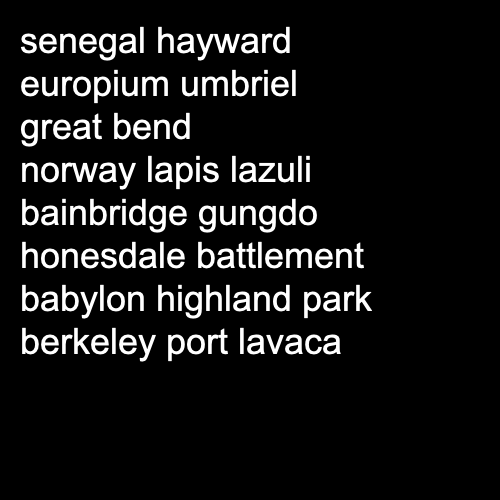 senegal hayward
europium umbriel
great bend
norway lapis lazuli
bainbridge gungdo
honesdale battlement
babylon highland park
berkeley port lavaca